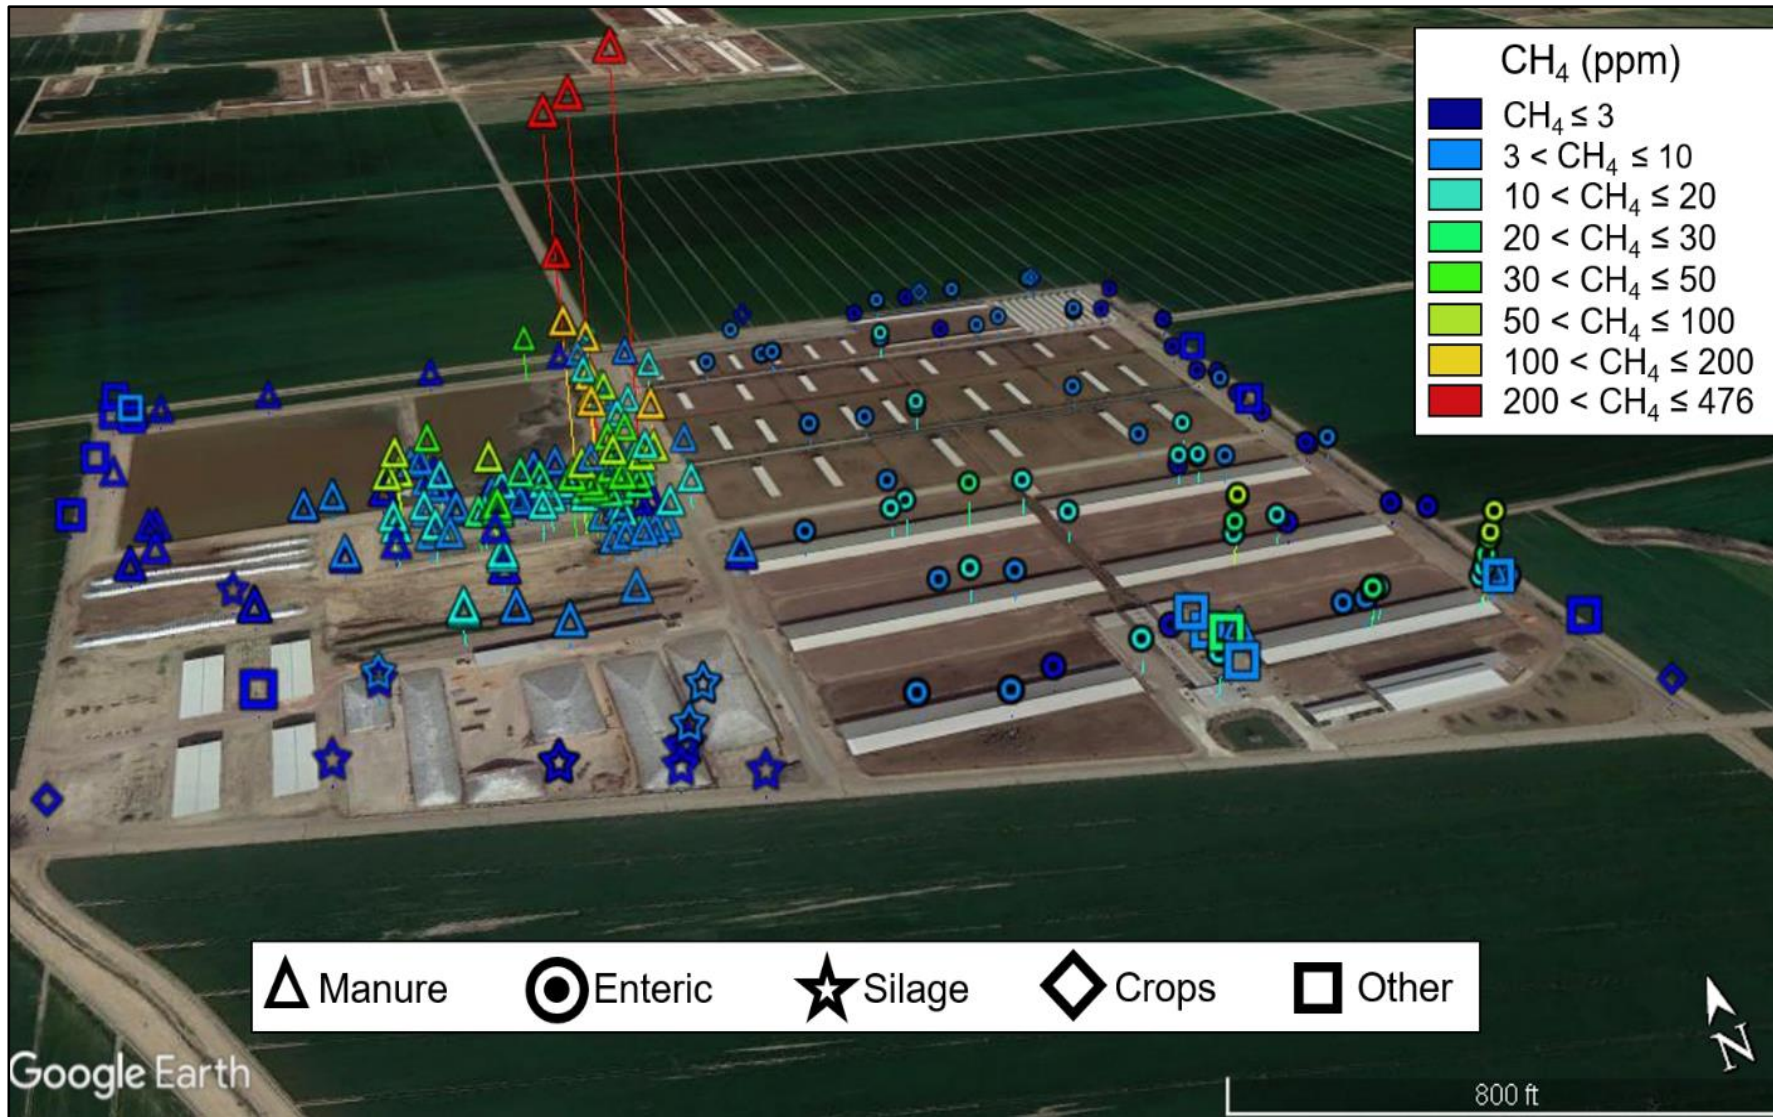 CH₄ (ppm)
CH₄ ≤ 3
3 < CH₄ ≤ 10
10 < CH₄ ≤ 20
20 < CH₄ ≤ 30
30 < CH₄ ≤ 50
50 < CH₄ ≤ 100
100 < CH₄ ≤ 200
200 < CH₄ ≤ 476
Manure Enteric Silage Crops Other
N
Google Earth
800 ft